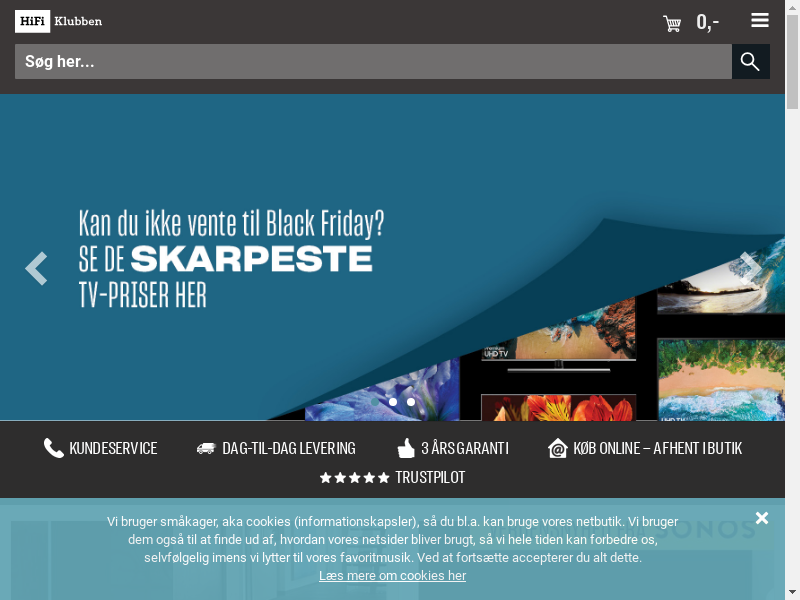 HiFi Klubben
0,-
Søg her...
Kan du ikke vente til Black Friday?
SE DE SKARPESTE
TV-PRISER HER
UHD TV
UHD TV
KUNDESERVICE
DAG-TIL-DAG LEVERING
3 ÅRS GARANTI
KØB ONLINE – AFHENT I BUTIK
TRUSTPILOT
Vi bruger småkager, aka cookies (informationskapsler), så du bl.a. kan bruge vores netbutik. Vi bruger
dem også til at finde ud af, hvordan vores netsider bliver brugt, så vi hele tiden kan forbedre os,
selvfølgelig imens vi lytter til vores favoritmusik. Ved at fortsætte accepterer du alt dette.
Læs mere om cookies her
SONOS